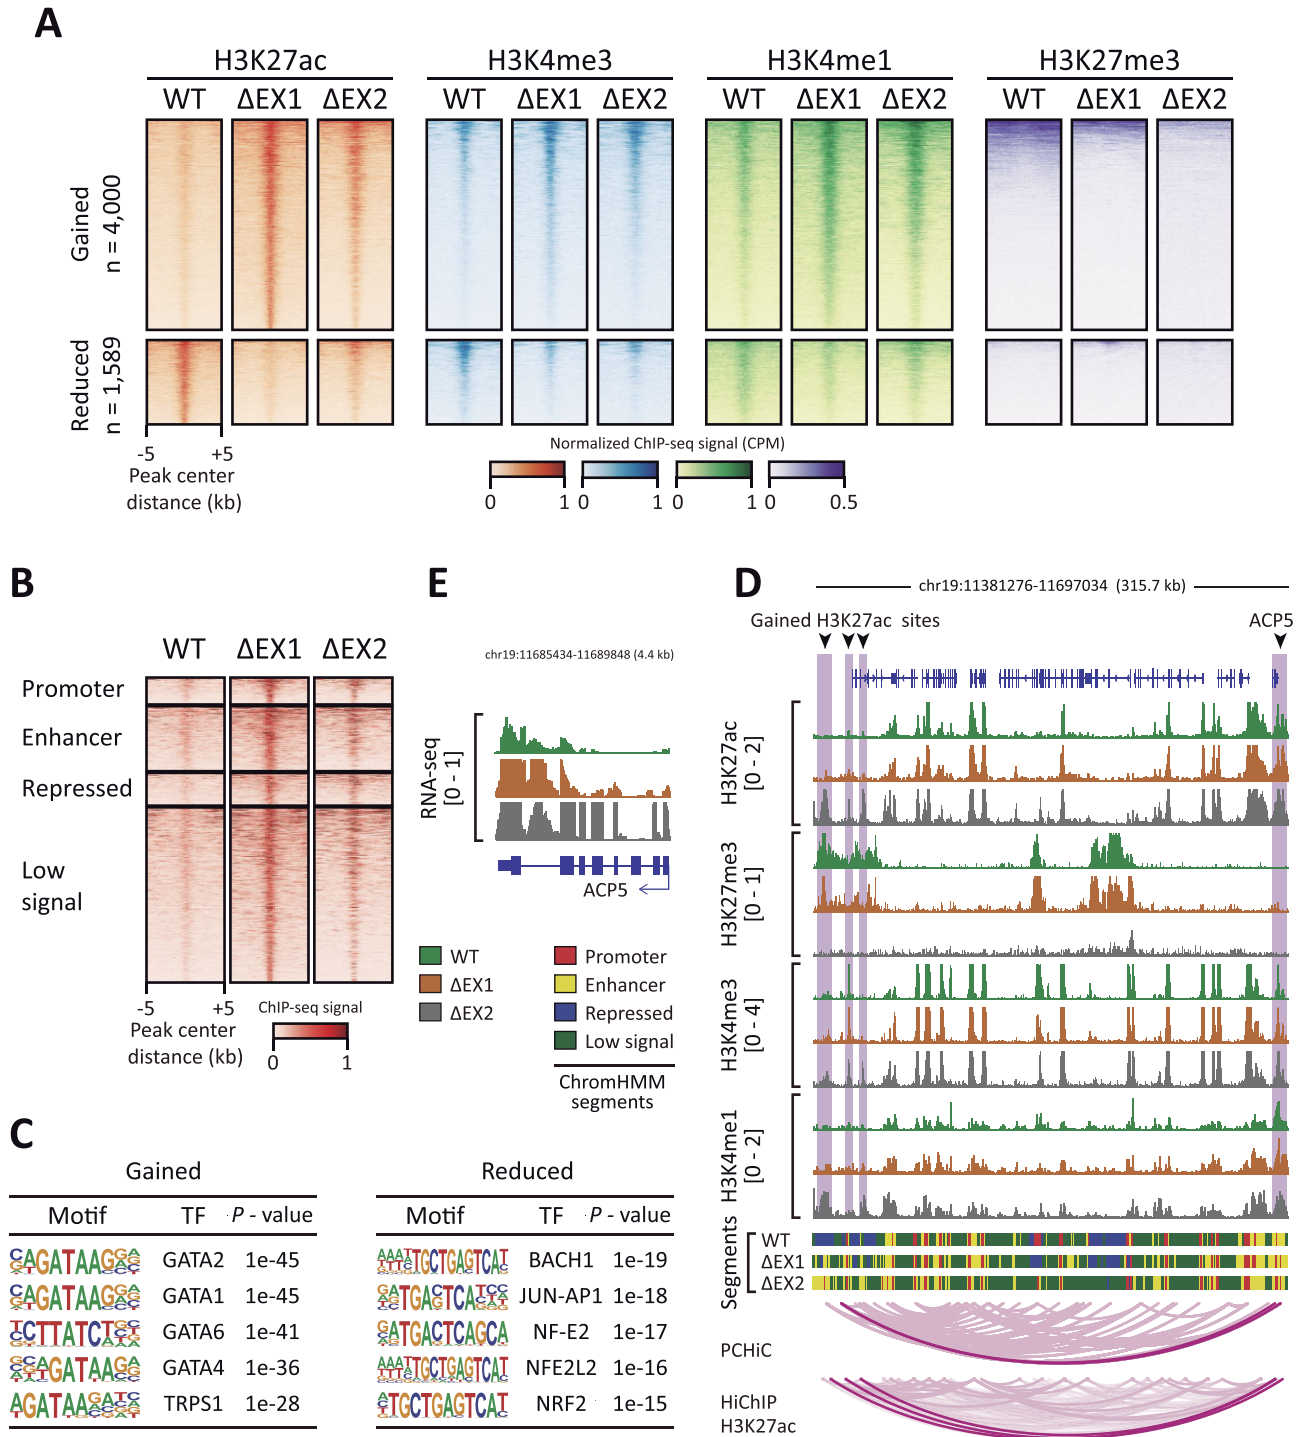 A
H3K27ac H3K4me3 H3K4me1 H3K27me3
WT ΔEX1 ΔEX2 WT ΔEX1 ΔEX2 WT ΔEX1 ΔEX2 WT ΔEX1 ΔEX2
Gained
n = 4,000
Reduced
n = 1,589
-5 +5
Peak center
distance (kb)
Normalized ChIP-seq signal (CPM)
0 1 0 1 0 1 0 0.5
B
WT ΔEX1 ΔEX2
Promoter
Enhancer
Repressed
Low
signal
-5 +5
Peak center
distance (kb)
ChIP-seq signal
0 1
E
chr19:11685434-11689848 (4.4 kb)
RNA-seq
[0 - 1]
ACP5
WT
ΔEX1
ΔEX2
Promoter
Enhancer
Repressed
Low signal
ChromHMM
segments
D
chr19:11381276-11697034 (315.7 kb)
Gained H3K27ac sites ACP5
H3K27ac
[0 - 2]
H3K27me3
[0 - 1]
H3K4me3
[0 - 4]
H3K4me1
[0 - 2]
Segments
WT
ΔEX1
ΔEX2
PCHiC
HiChIP
H3K27ac
C
Gained
Motif TF P - value
GATA2 1e-45
GATA1 1e-45
GATA6 1e-41
GATA4 1e-36
TRPS1 1e-28
Reduced
Motif TF P - value
BACH1 1e-19
JUN-AP1 1e-18
NF-E2 1e-17
NFE2L2 1e-16
NRF2 1e-15